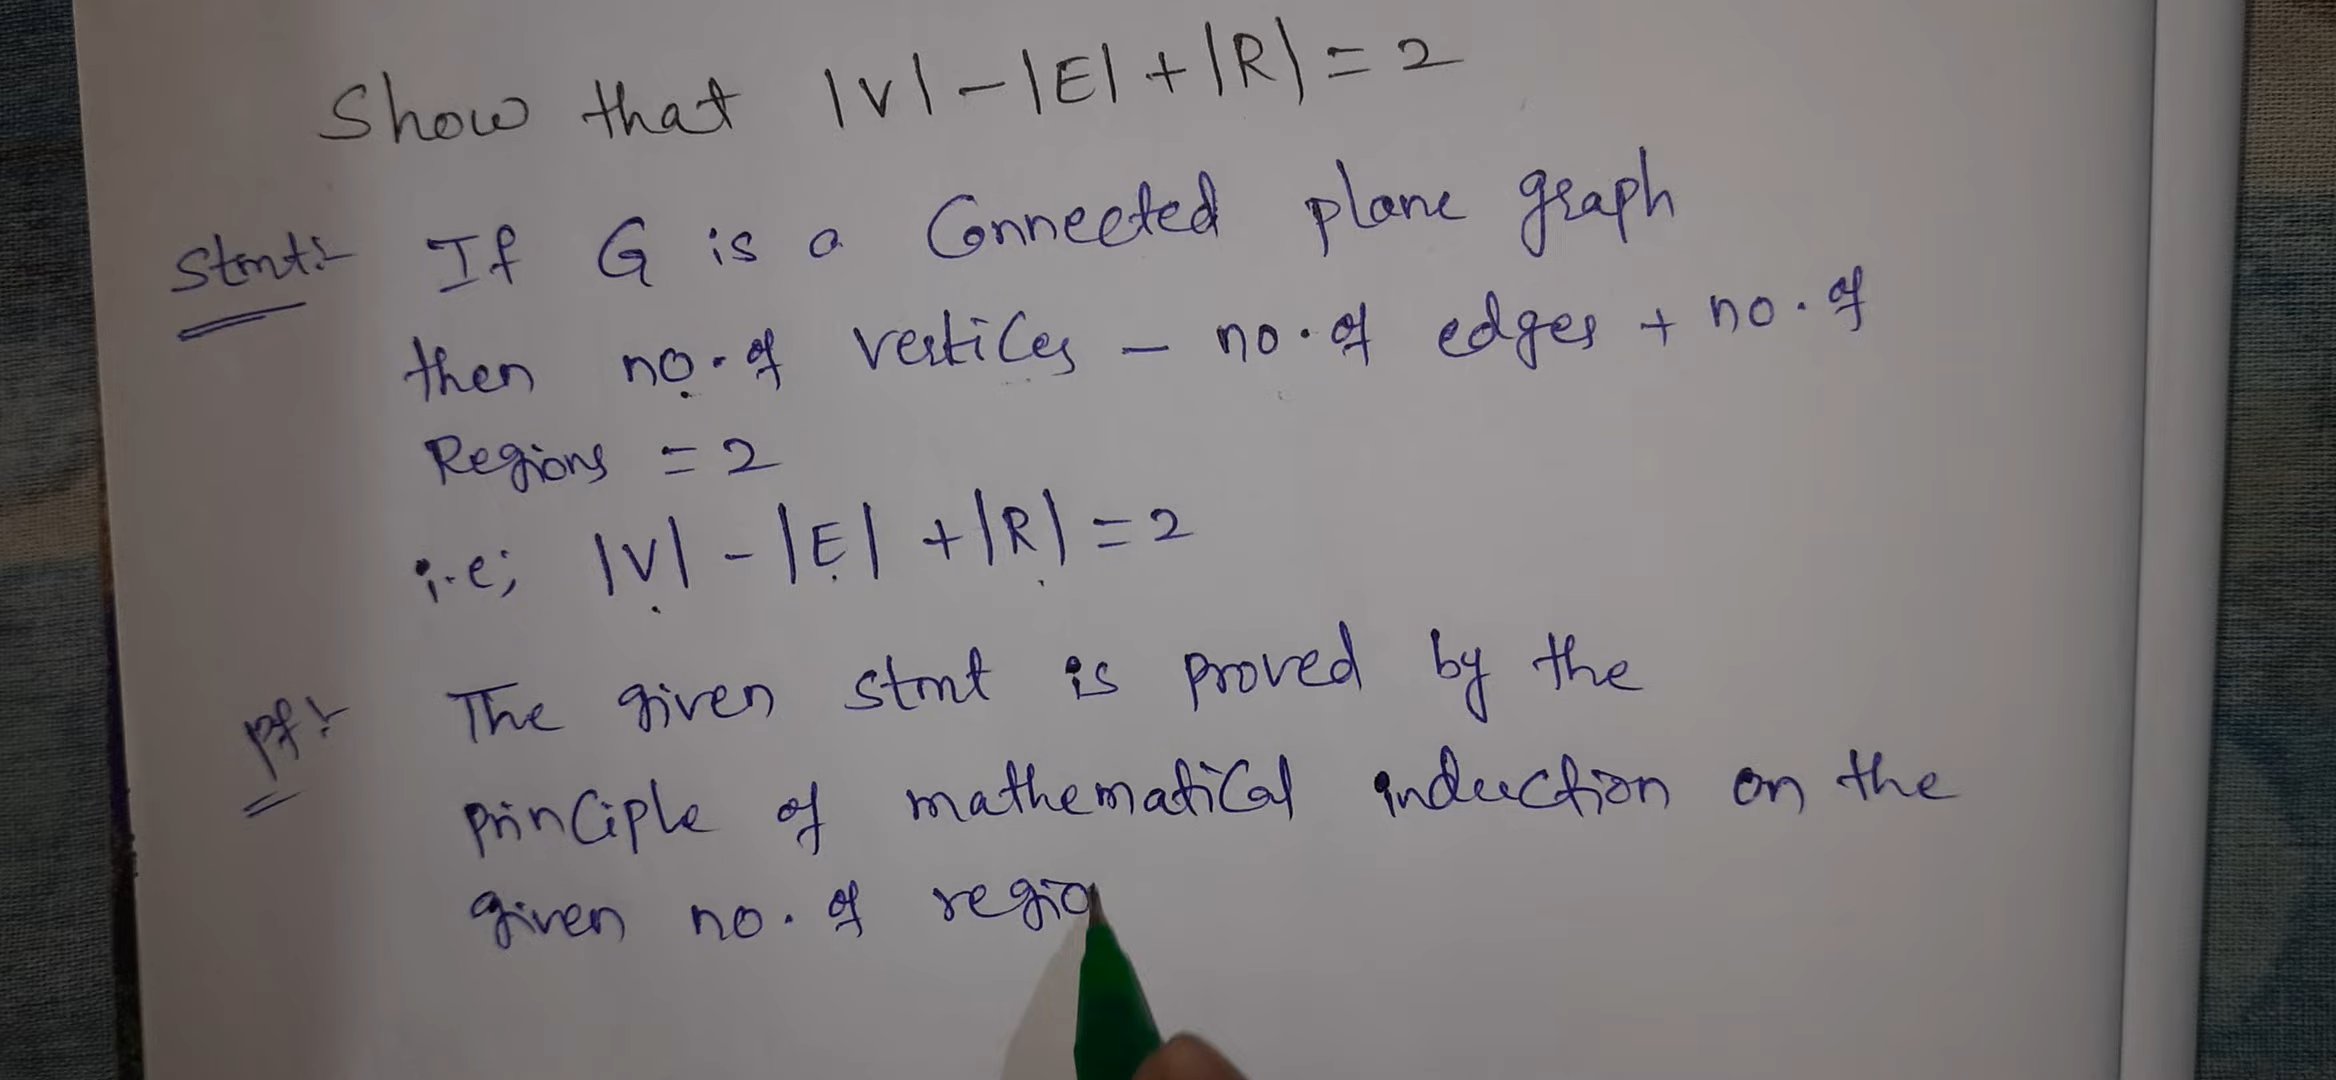 Show that |V| - |E| + |R| = 2
Stmt:- If G is a Connected plane graph
then no. of vertices - no. of edges + no. of
Regions = 2
i.e; |V| - |E| + |R| = 2
Pf:- The given stmt is proved by the
principle of mathematical induction on the
given no. of regio